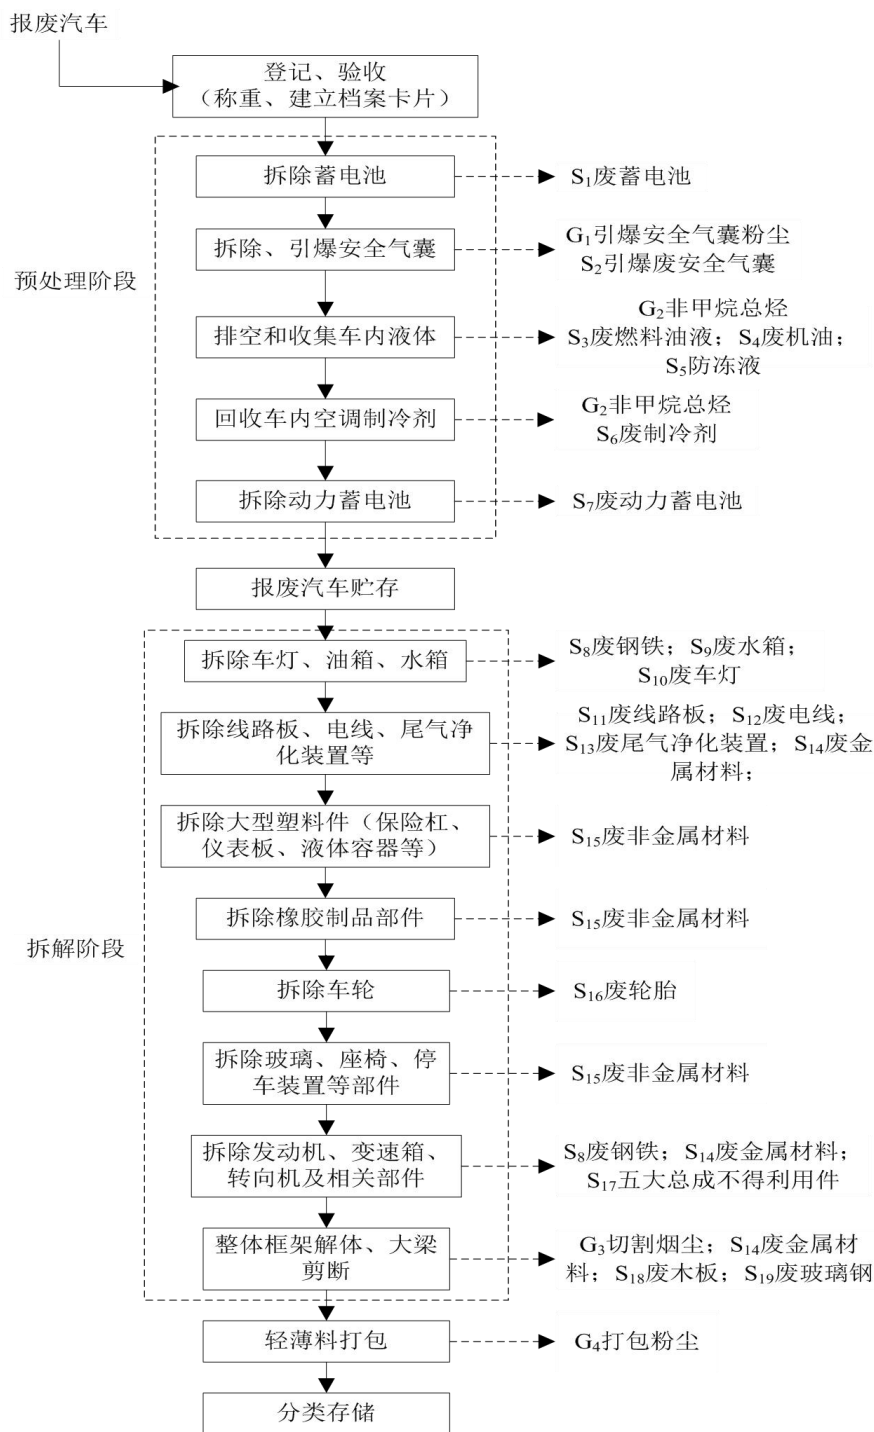 报废汽车
登记、验收
（称重、建立档案卡片）
拆除蓄电池
S₁废蓄电池
拆除、引爆安全气囊
G₁引爆安全气囊粉尘
S₂引爆废安全气囊
预处理阶段
排空和收集车内液体
G₂非甲烷总烃
S₃废燃料油液；S₄废机油；
S₅防冻液
回收车内空调制冷剂
G₂非甲烷总烃
S₆废制冷剂
拆除动力蓄电池
S₇废动力蓄电池
报废汽车贮存
拆除车灯、油箱、水箱
S₈废钢铁；S₉废水箱；
S₁₀废车灯
拆除线路板、电线、尾气净
化装置等
S₁₁废线路板；S₁₂废电线；
S₁₃废尾气净化装置；S₁₄废金
属材料；
拆除大型塑料件（保险杠、
仪表板、液体容器等）
S₁₅废非金属材料
拆除橡胶制品部件
S₁₅废非金属材料
拆解阶段
拆除车轮
S₁₆废轮胎
拆除玻璃、座椅、停
车装置等部件
S₁₅废非金属材料
拆除发动机、变速箱、
转向机及相关部件
S₈废钢铁；S₁₄废金属材料；
S₁₇五大总成不得利用件
整体框架解体、大梁
剪断
G₃切割烟尘；S₁₄废金属材
料；S₁₈废木板；S₁₉废玻璃钢
轻薄料打包
G₄打包粉尘
分类存储